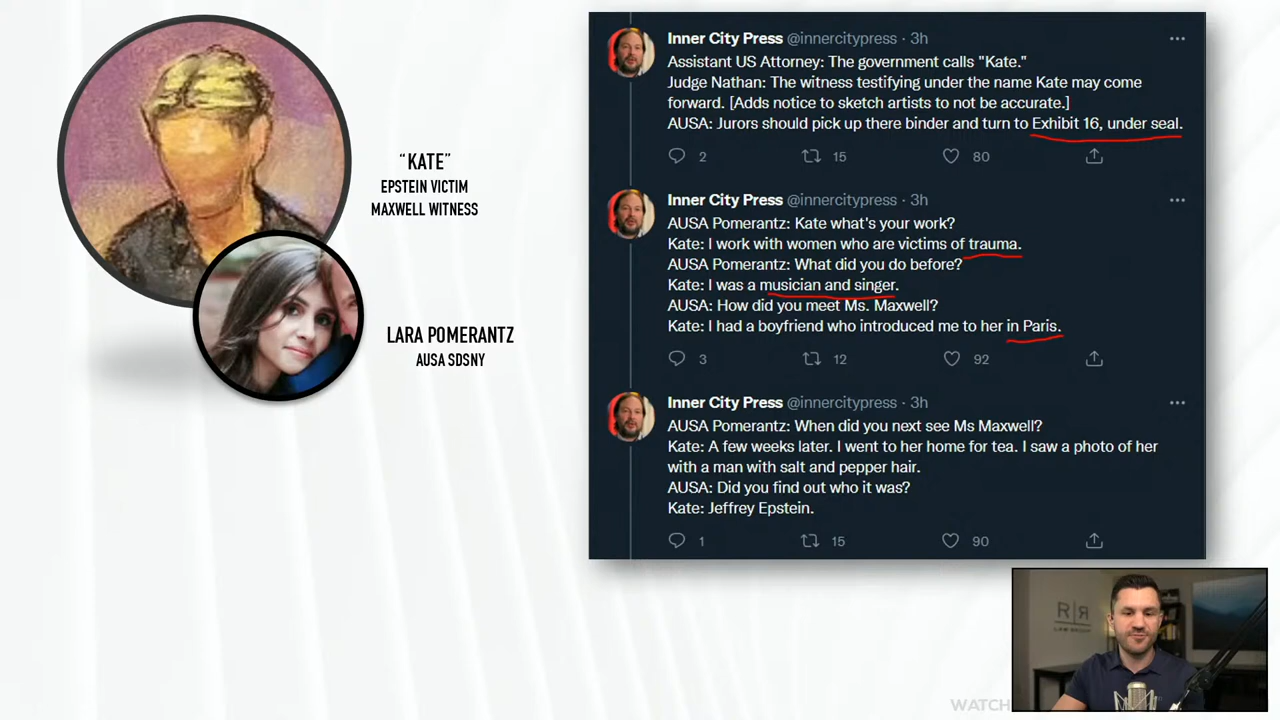 “KATE”
EPSTEIN VICTIM
MAXWELL WITNESS
LARA POMERANTZ
AUSA SDSNY
Inner City Press @innercitypress · 3h
Assistant US Attorney: The government calls "Kate."
Judge Nathan: The witness testifying under the name Kate may come
forward. [Adds notice to sketch artists to not be accurate.]
AUSA: Jurors should pick up there binder and turn to Exhibit 16, under seal.
2 15 80
Inner City Press @innercitypress · 3h
AUSA Pomerantz: Kate what's your work?
Kate: I work with women who are victims of trauma.
AUSA Pomerantz: What did you do before?
Kate: I was a musician and singer.
AUSA: How did you meet Ms. Maxwell?
Kate: I had a boyfriend who introduced me to her in Paris.
3 12 92
Inner City Press @innercitypress · 3h
AUSA Pomerantz: When did you next see Ms Maxwell?
Kate: A few weeks later. I went to her home for tea. I saw a photo of her
with a man with salt and pepper hair.
AUSA: Did you find out who it was?
Kate: Jeffrey Epstein.
1 15 90
R|R
LAW GROUP
WATCH